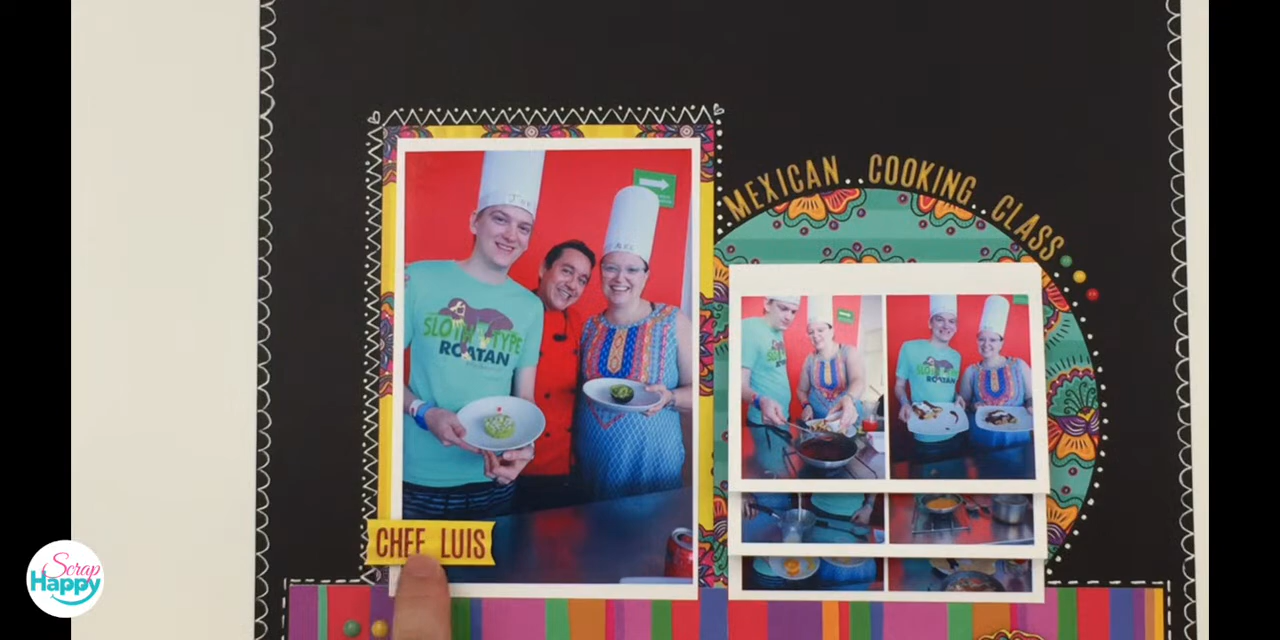 MEXICAN COOKING CLASS
SLOTH TYPE
ROATAN
CHEF LUIS
Scrap
Happy